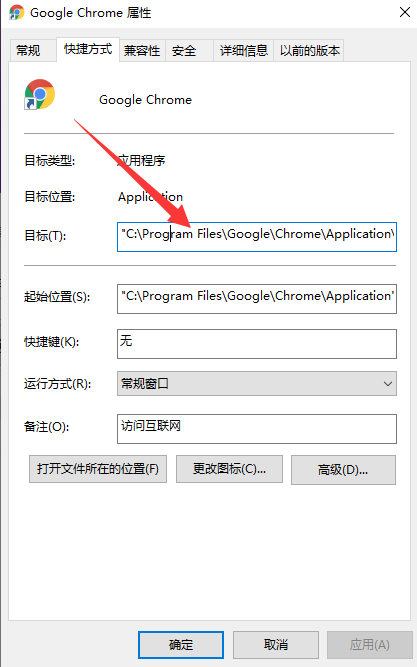 Google Chrome 属性
常规 快捷方式 兼容性 安全 详细信息 以前的版本
Google Chrome
目标类型: 应用程序
目标位置: Application
目标(T): "C:\Program Files\Google\Chrome\Application\
起始位置(S): "C:\Program Files\Google\Chrome\Application"
快捷键(K): 无
运行方式(R): 常规窗口
备注(O): 访问互联网
打开文件所在的位置(F) 更改图标(C)... 高级(D)...
确定 取消 应用(A)